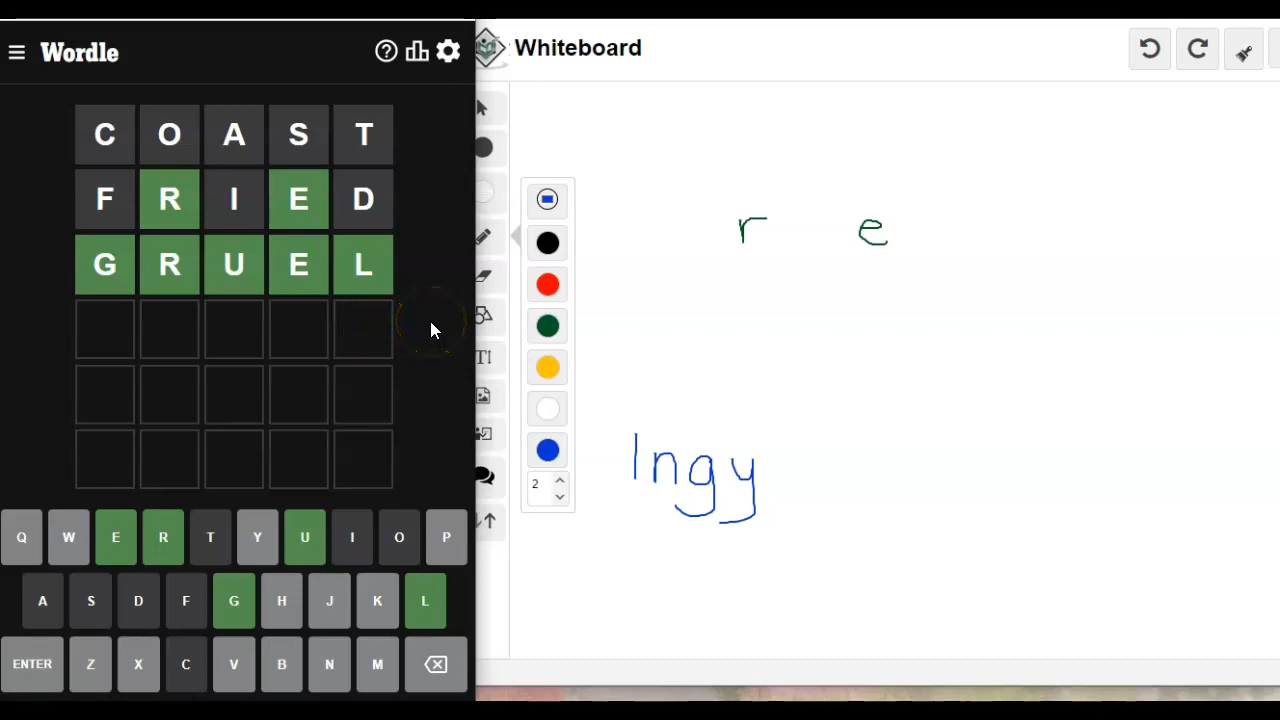 Wordle
Whiteboard
C O A S T
F R I E D
G R U E L
r e
lngy
2
Q W E R T Y U I O P
A S D F G H J K L
ENTER Z X C V B N M